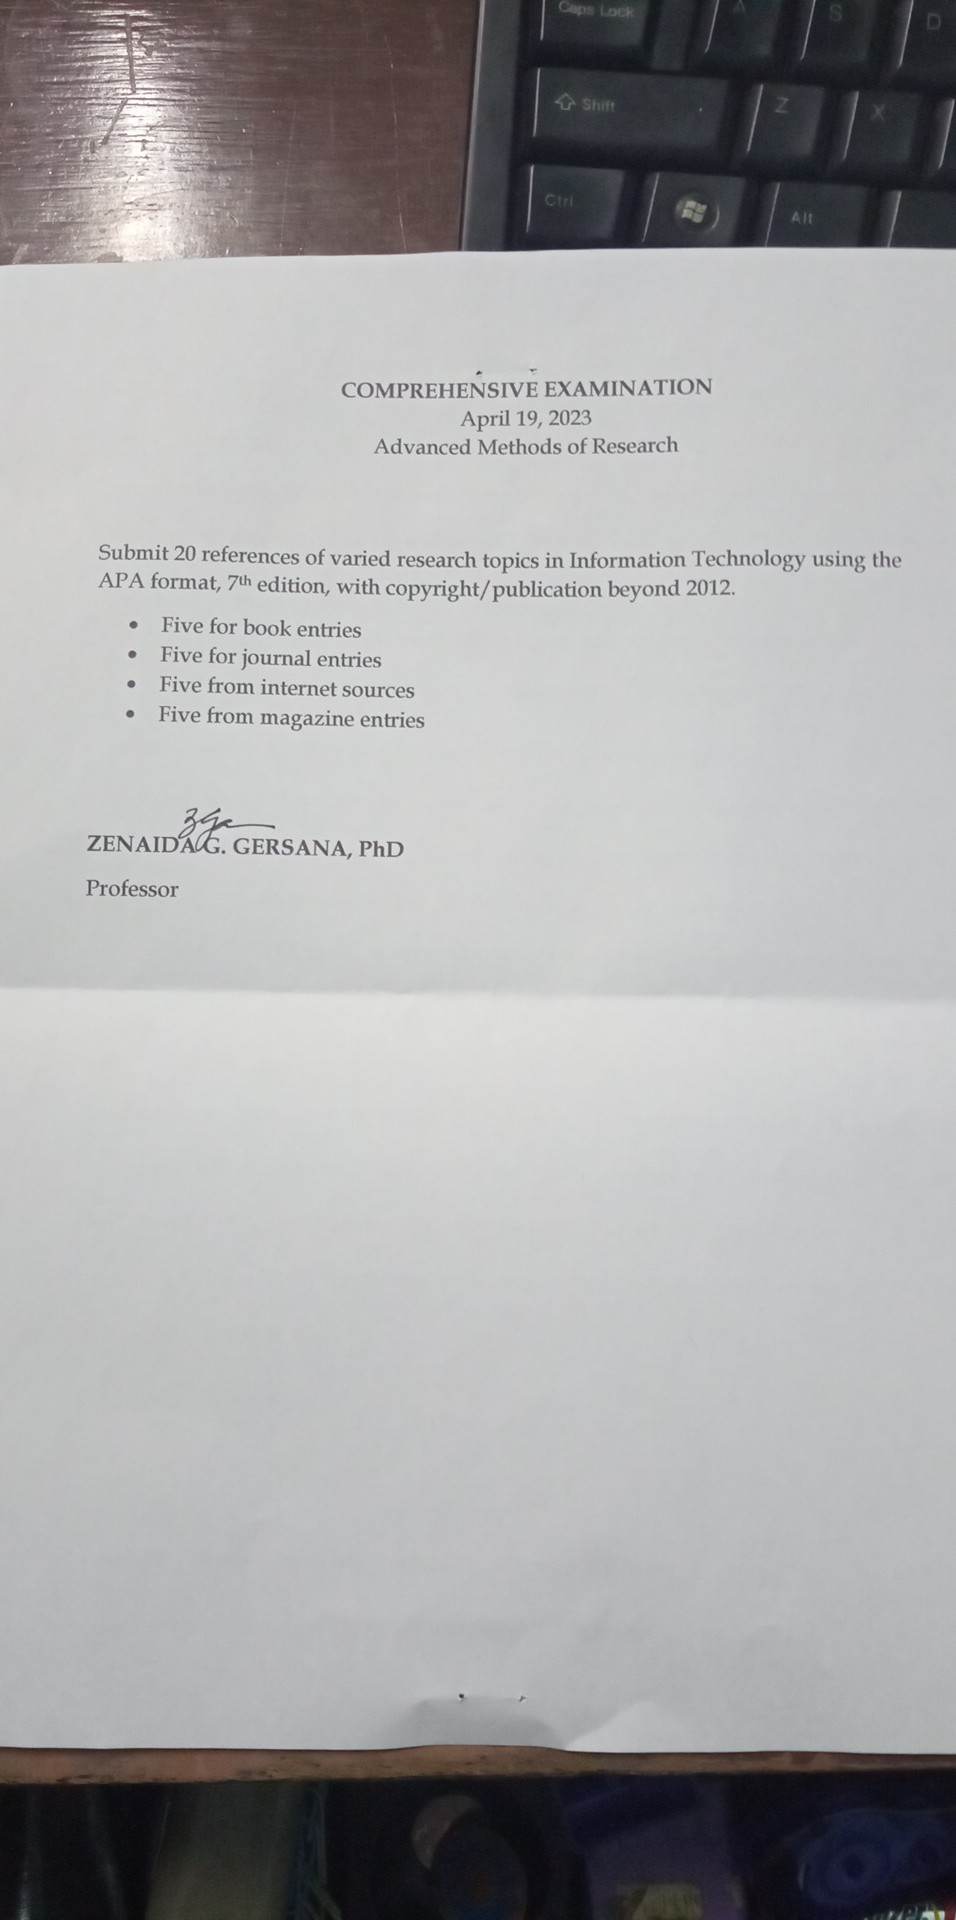 Caps Lock
A
S
D
Shift
Z
X
Ctrl
Alt
COMPREHENSIVE EXAMINATION
April 19, 2023
Advanced Methods of Research
Submit 20 references of varied research topics in Information Technology using the
APA format, 7th edition, with copyright/publication beyond 2012.
• Five for book entries
• Five for journal entries
• Five from internet sources
• Five from magazine entries
ZENAIDA G. GERSANA, PhD
Professor